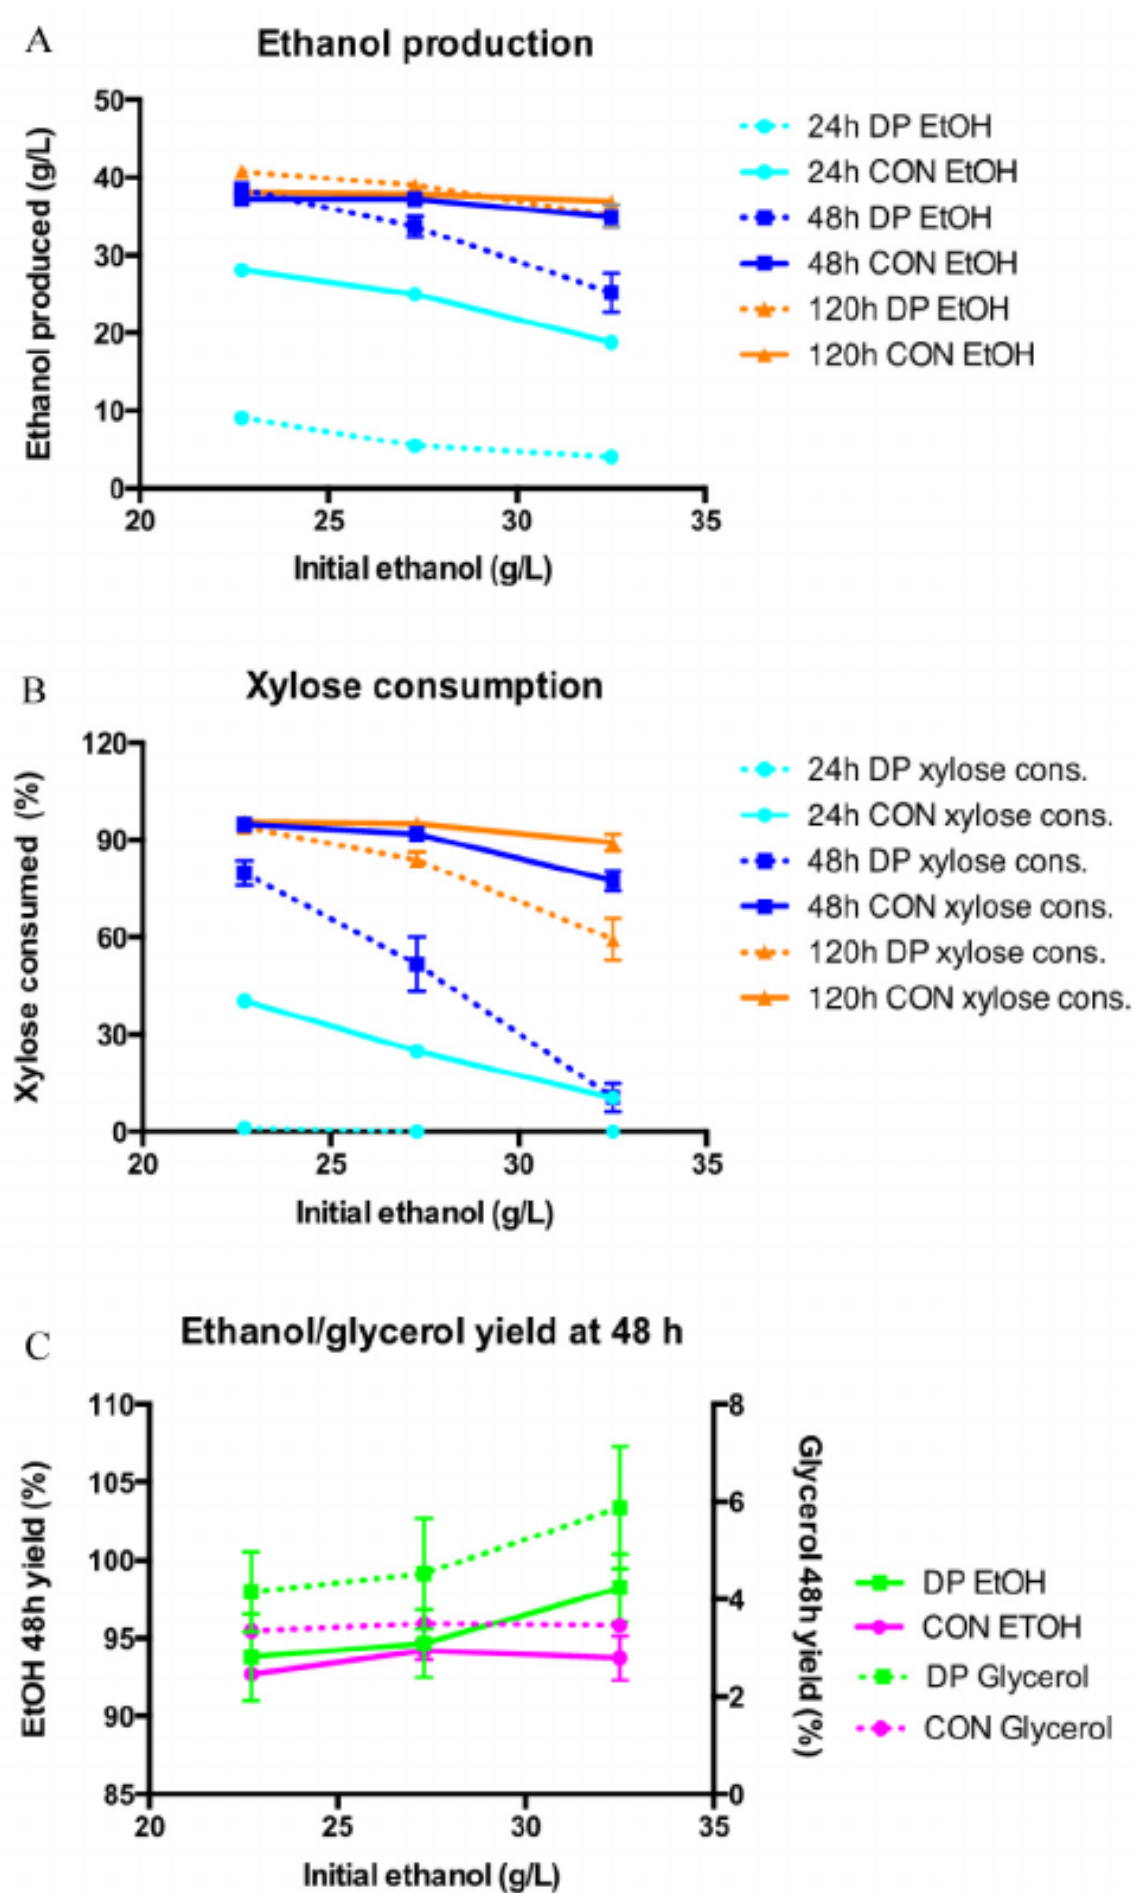 A
Ethanol production
Ethanol produced (g/L)
50
40
30
20
10
0
20 25 30 35
Initial ethanol (g/L)
24h DP EtOH
24h CON EtOH
48h DP EtOH
48h CON EtOH
120h DP EtOH
120h CON EtOH
B
Xylose consumption
Xylose consumed (%)
120
90
60
30
0
20 25 30 35
Initial ethanol (g/L)
24h DP xylose cons.
24h CON xylose cons.
48h DP xylose cons.
48h CON xylose cons.
120h DP xylose cons.
120h CON xylose cons.
C
Ethanol/glycerol yield at 48 h
EtOH 48h yield (%)
110
105
100
95
90
85
20 25 30 35
Initial ethanol (g/L)
8
6
4
2
0
Glycerol 48h yield (%)
DP EtOH
CON ETOH
DP Glycerol
CON Glycerol